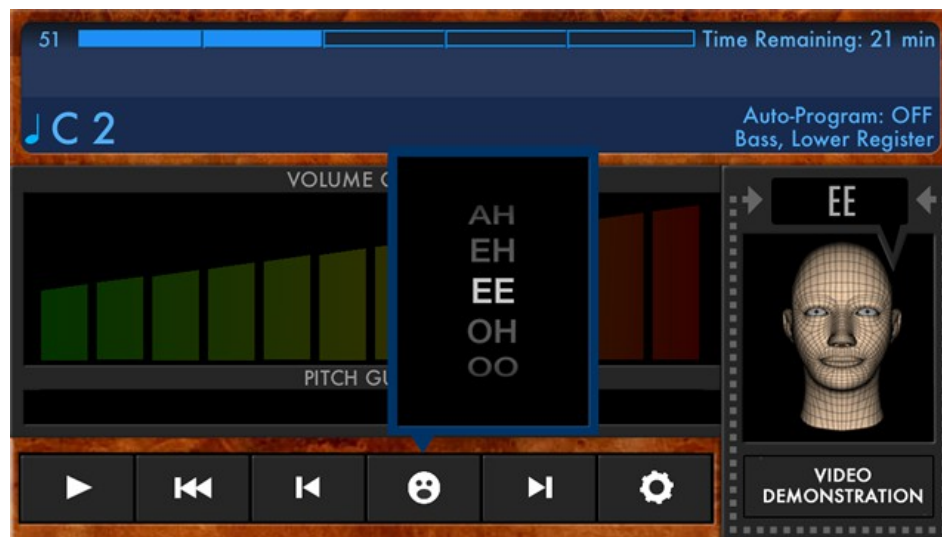 51
Time Remaining: 21 min
C 2
Auto-Program: OFF
Bass, Lower Register
VOLUME
EE
AH
EH
EE
OH
OO
PITCH
VIDEO
DEMONSTRATION